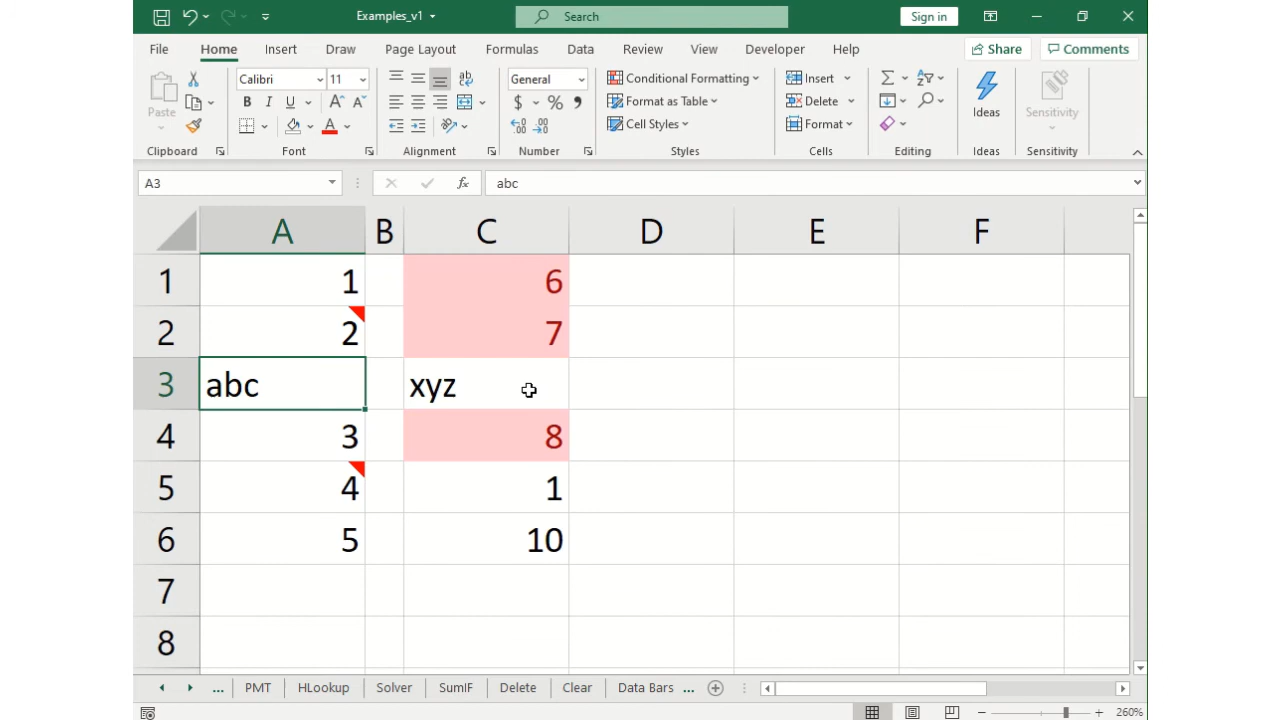 Examples_v1
Search
Sign in
File Home Insert Draw Page Layout Formulas Data Review View Developer Help Share Comments
Calibri 11 General Conditional Formatting Insert
Paste B I U A A $ % Format as Table Delete Ideas Sensitivity
A Cell Styles Format
Clipboard Font Alignment Number Styles Cells Editing Ideas Sensitivity
A3 fx abc
A B C D E F
1 1 6
2 2 7
3 abc xyz
4 3 8
5 4 1
6 5 10
7
8
... PMT HLookup Solver SumIF Delete Clear Data Bars ...
260%